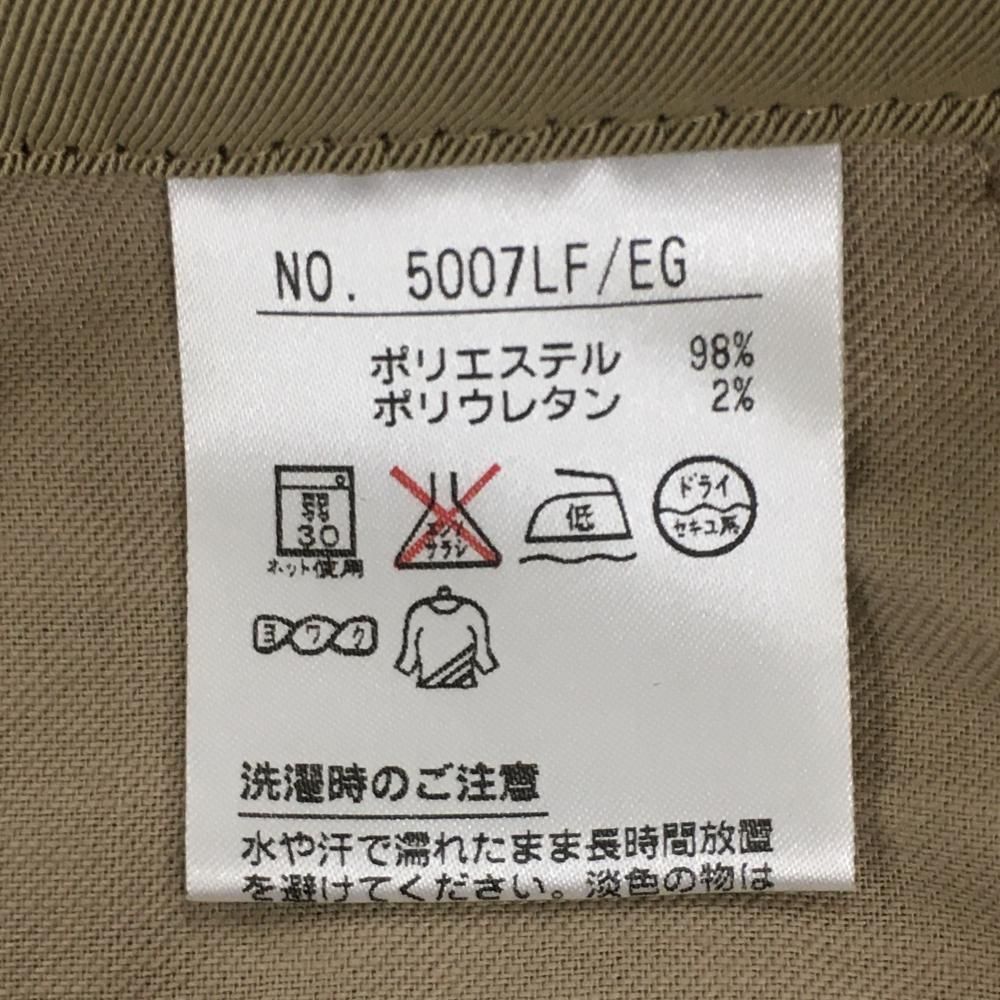 NO. 5007LF/EG
ポリエステル 98%
ポリウレタン 2%
弱
30
ネット使用
エンソ
サラシ
低
ドライ
セキユ系
ヨワク
洗濯時のご注意
水や汗で濡れたまま長時間放置
を避けてください。淡色の物は